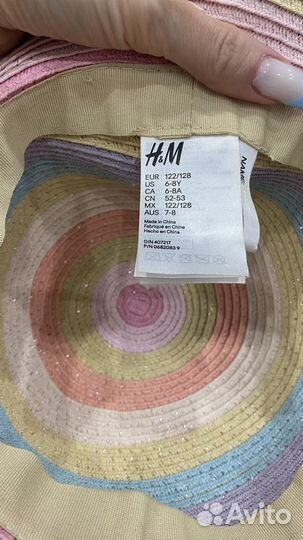 H&M
EUR 122/128
US 6-8Y
CA 6-8A
CN 52-53
MX 122/128
AUS 7-8
Made in China
Fabriqué en Chine
Hecho en China
O/N 407217
P/N 0682083 9
NAME
Avito